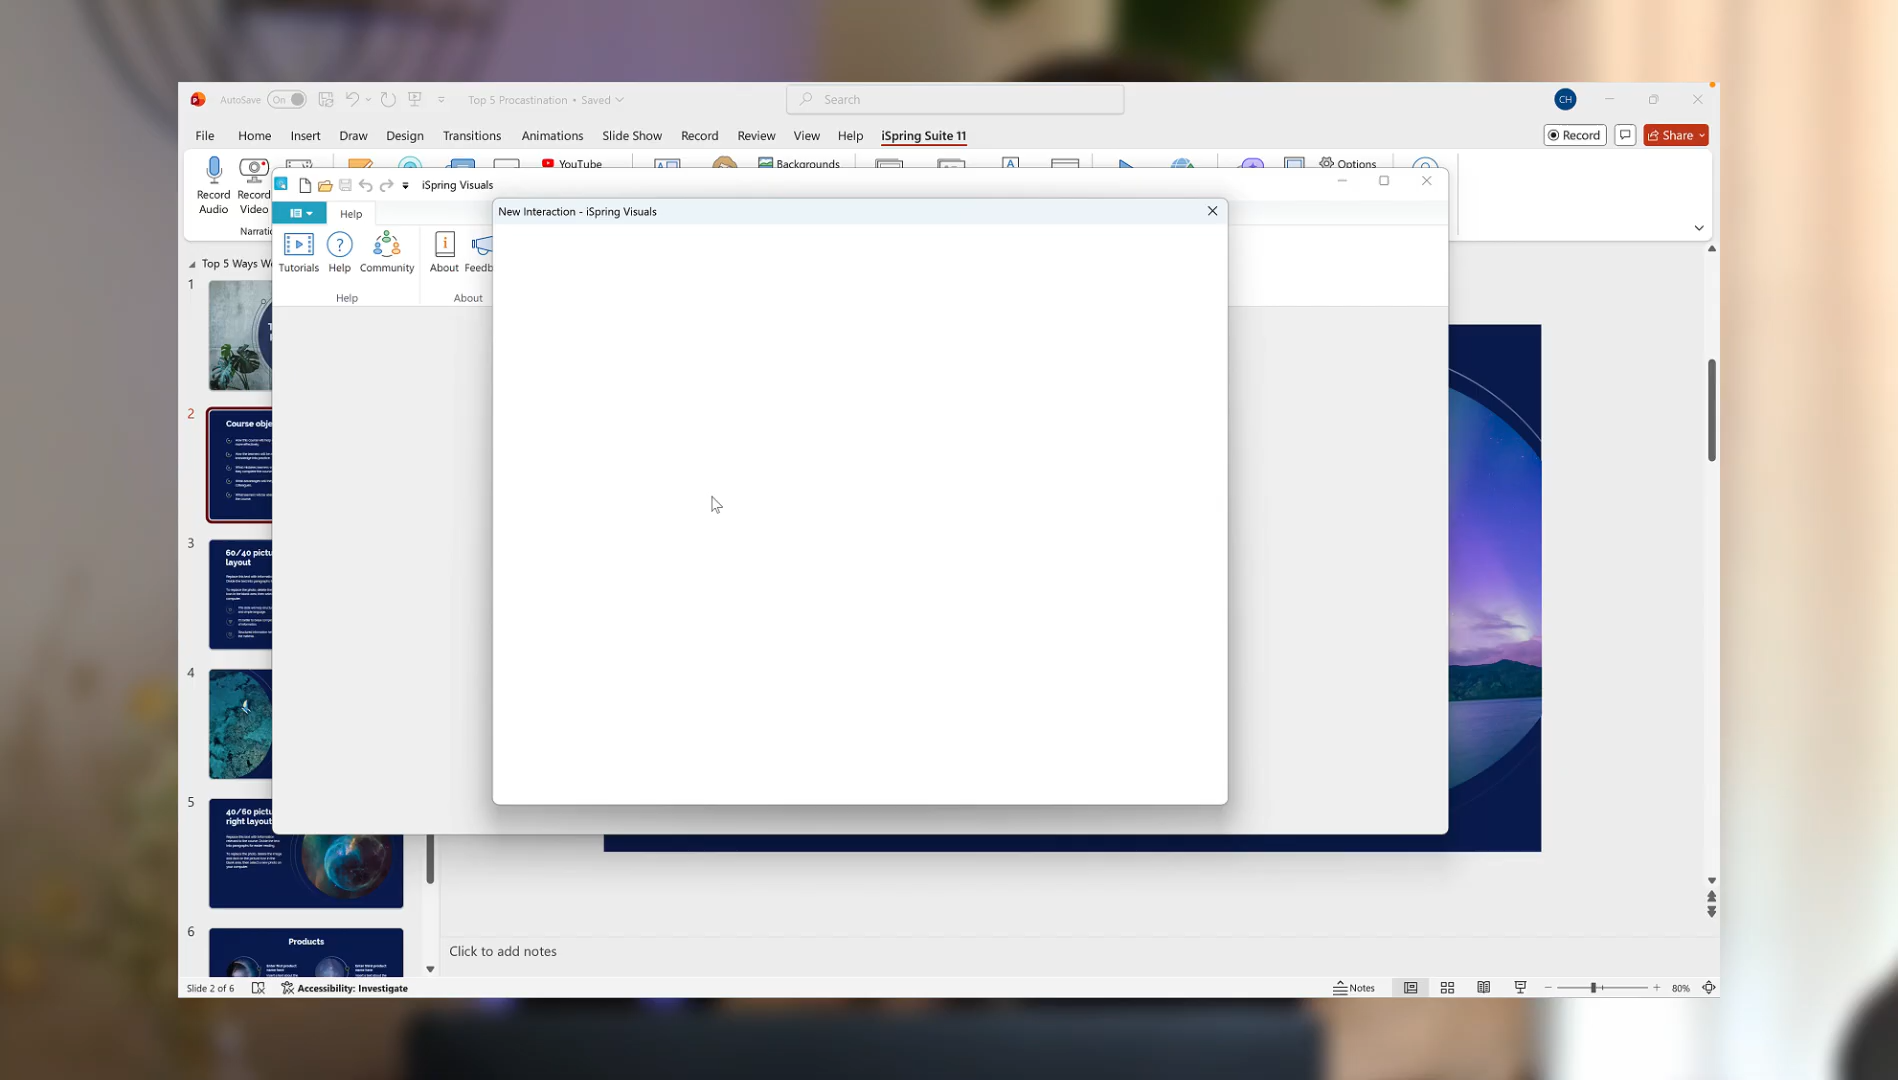 AutoSave On Top 5 Procastination • Saved Search CH
File Home Insert Draw Design Transitions Animations Slide Show Record Review View Help iSpring Suite 11 Record Share
YouTube Backgrounds Options
Record Audio
Record Video
iSpring Visuals
Help
New Interaction - iSpring Visuals
Tutorials Help Community About Feedb
Help About
Top 5 Ways W
1
2
Course obje
3
60/40 pictu
layout
4
5
40/60 pictu
right layout
6
Products
Click to add notes
Slide 2 of 6 Accessibility: Investigate Notes 80%